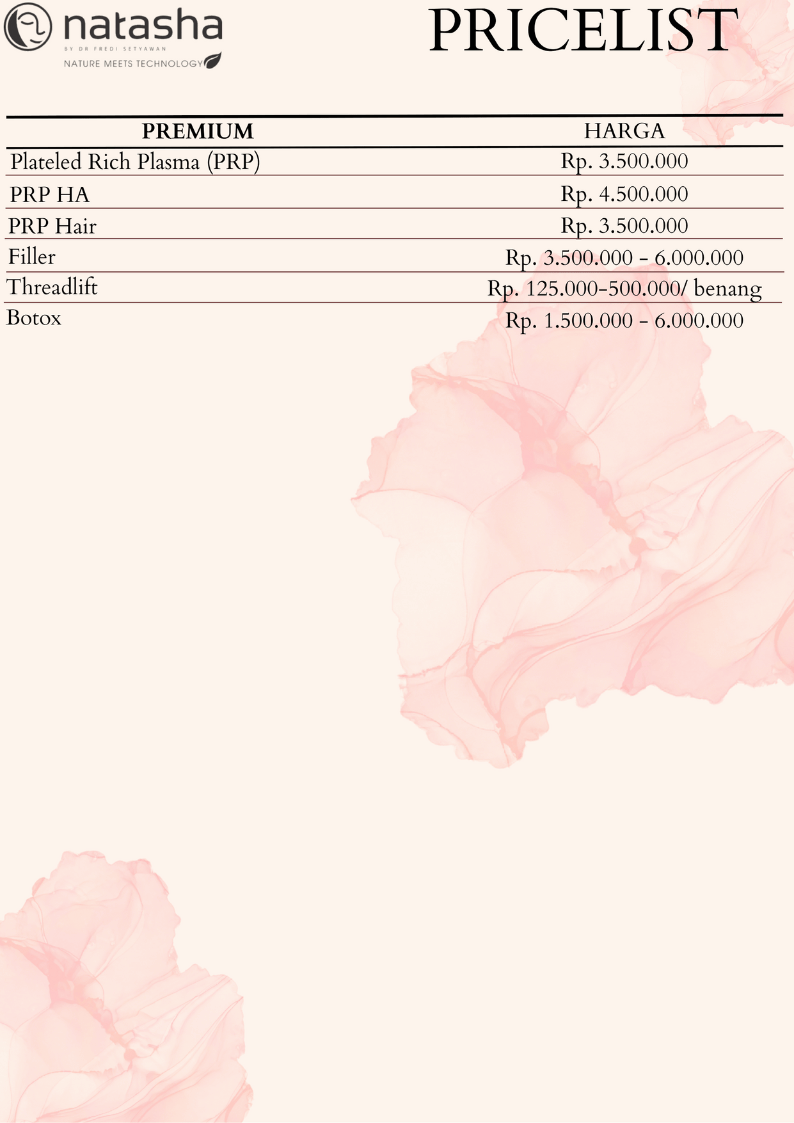 natasha
BY DR FREDI SETYAWAN
NATURE MEETS TECHNOLOGY
PRICELIST
PREMIUM HARGA
Plateled Rich Plasma (PRP) Rp. 3.500.000
PRP HA Rp. 4.500.000
PRP Hair Rp. 3.500.000
Filler Rp. 3.500.000 - 6.000.000
Threadlift Rp. 125.000-500.000/ benang
Botox Rp. 1.500.000 - 6.000.000